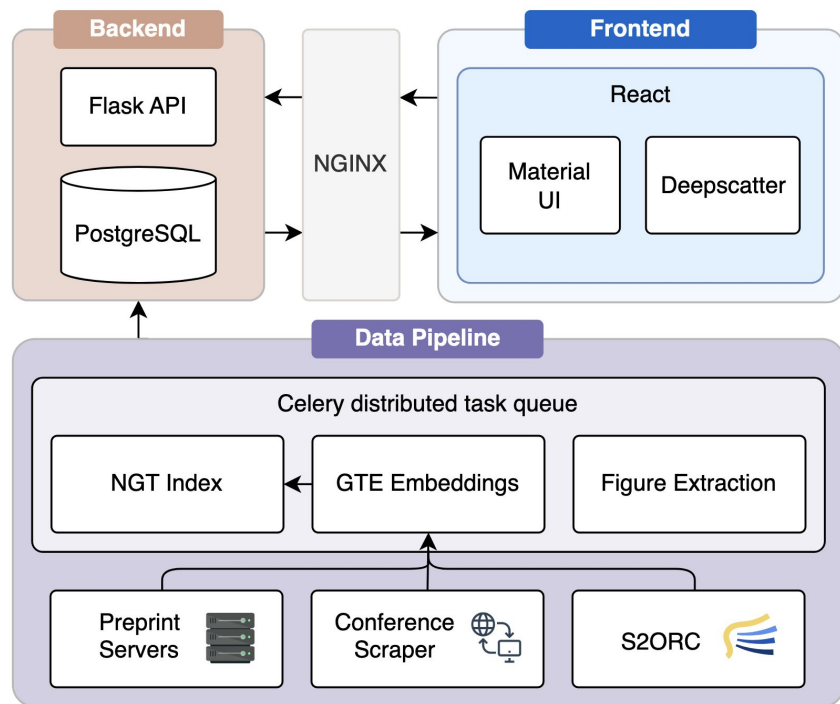 Backend
Frontend
Flask API
PostgreSQL
NGINX
React
Material
UI
Deepscatter
Data Pipeline
Celery distributed task queue
NGT Index
GTE Embeddings
Figure Extraction
Preprint
Servers
Conference
Scraper
S2ORC